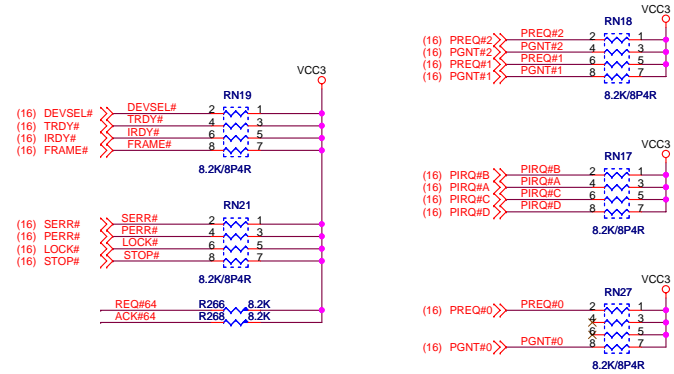 VCC3
RN19
(16) DEVSEL# DEVSEL# 2 1
(16) TRDY# TRDY# 4 3
(16) IRDY# IRDY# 6 5
(16) FRAME# FRAME# 8 7
8.2K/8P4R
RN21
(16) SERR# SERR# 2 1
(16) PERR# PERR# 4 3
(16) LOCK# LOCK# 6 5
(16) STOP# STOP# 8 7
8.2K/8P4R
REQ#64 R266 8.2K
ACK#64 R268 8.2K
VCC3
RN18
(16) PREQ#2 PREQ#2 2 1
(16) PGNT#2 PGNT#2 4 3
(16) PREQ#1 PREQ#1 6 5
(16) PGNT#1 PGNT#1 8 7
8.2K/8P4R
VCC3
RN17
(16) PIRQ#B PIRQ#B 2 1
(16) PIRQ#A PIRQ#A 4 3
(16) PIRQ#C PIRQ#C 6 5
(16) PIRQ#D PIRQ#D 8 7
8.2K/8P4R
VCC3
RN27
(16) PREQ#0 PREQ#0 2 1
4 3
6 5
(16) PGNT#0 PGNT#0 8 7
8.2K/8P4R